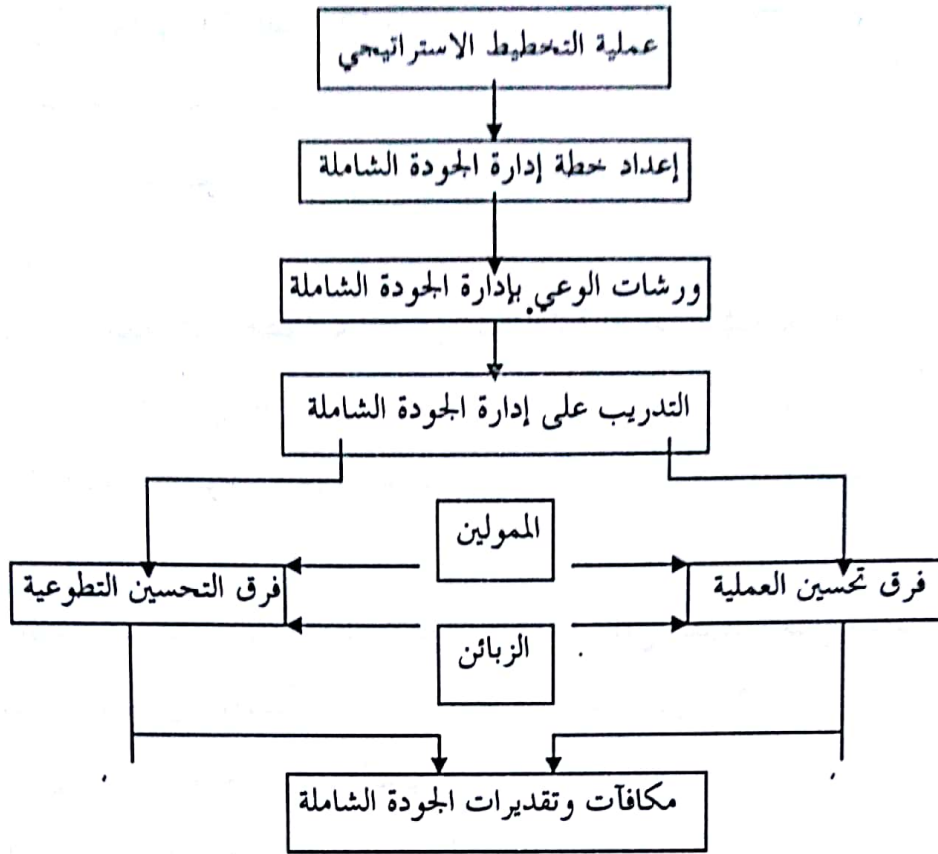 عملية التخطيط الاستراتيجي
إعداد خطة إدارة الجودة الشاملة
ورشات الوعي بإدارة الجودة الشاملة
التدريب على إدارة الجودة الشاملة
الممولين
فرق تحسين العملية
فرق التحسين التطوعية
الزبائن
مكافآت وتقديرات الجودة الشاملة